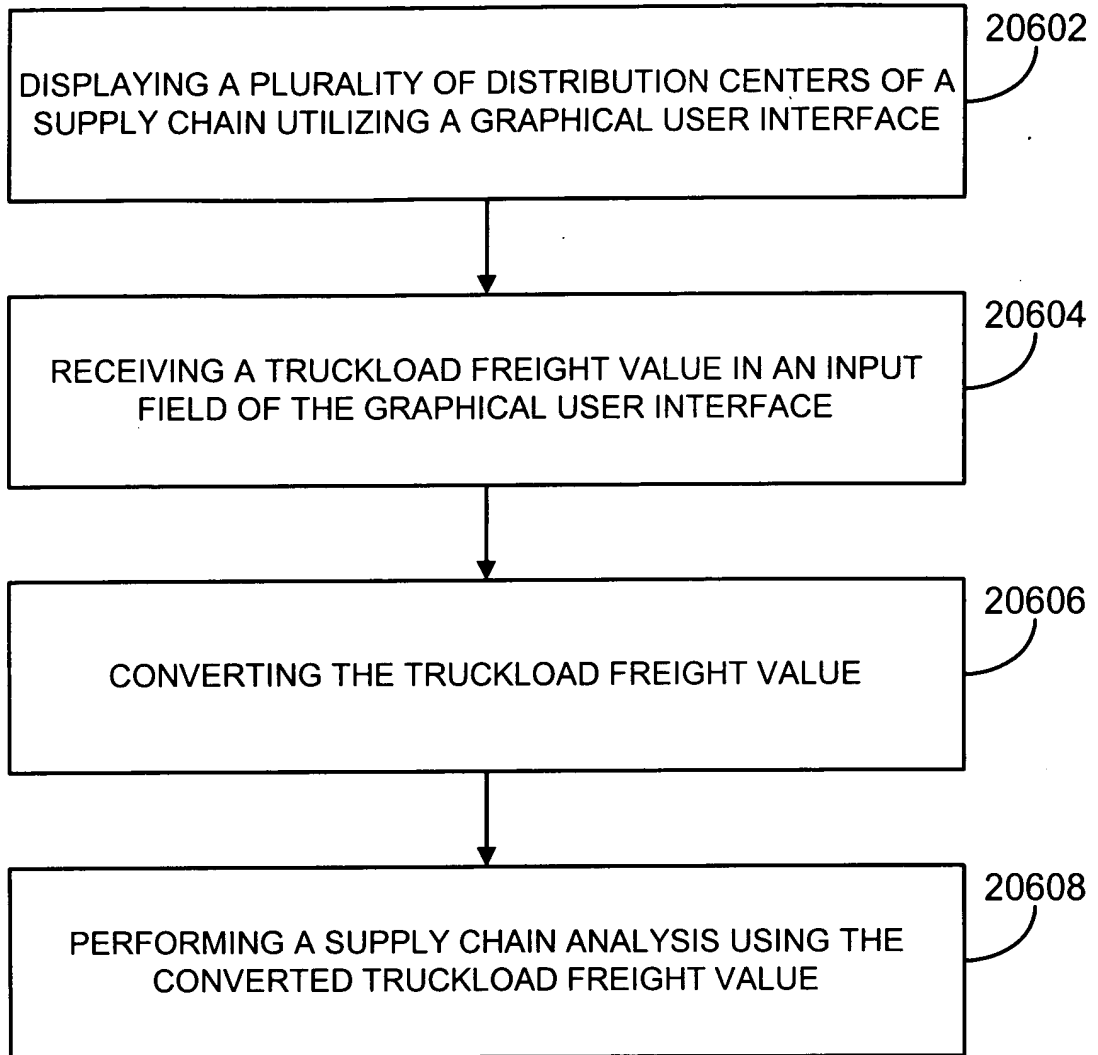 20602
DISPLAYING A PLURALITY OF DISTRIBUTION CENTERS OF A
SUPPLY CHAIN UTILIZING A GRAPHICAL USER INTERFACE
20604
RECEIVING A TRUCKLOAD FREIGHT VALUE IN AN INPUT
FIELD OF THE GRAPHICAL USER INTERFACE
20606
CONVERTING THE TRUCKLOAD FREIGHT VALUE
20608
PERFORMING A SUPPLY CHAIN ANALYSIS USING THE
CONVERTED TRUCKLOAD FREIGHT VALUE